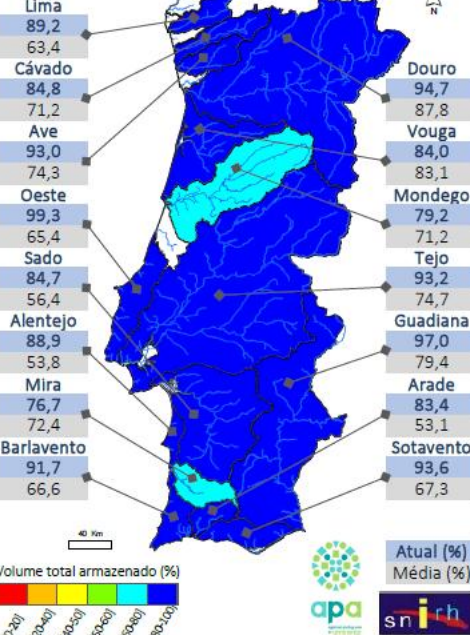 Lima
89,2
63,4
Cávado
84,8
71,2
Ave
93,0
74,3
Oeste
99,3
65,4
Sado
84,7
56,4
Alentejo
88,9
53,8
Mira
76,7
72,4
Barlavento
91,7
66,6
N
Douro
94,7
87,8
Vouga
84,0
83,1
Mondego
79,2
71,2
Tejo
93,2
74,7
Guadiana
97,0
79,4
Arade
83,4
53,1
Sotavento
93,6
67,3
40 Km
Volume total armazenado (%)
-20]
20-40]
40-50]
50-60]
60-80]
80-100]
apa
Atual (%)
Média (%)
snirh